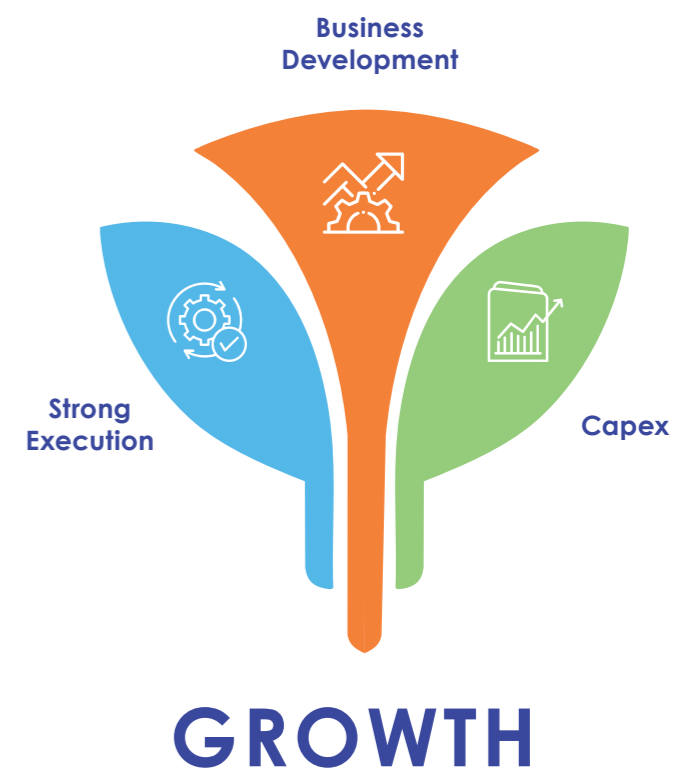 Business
Development
Strong
Execution
Capex
GROWTH